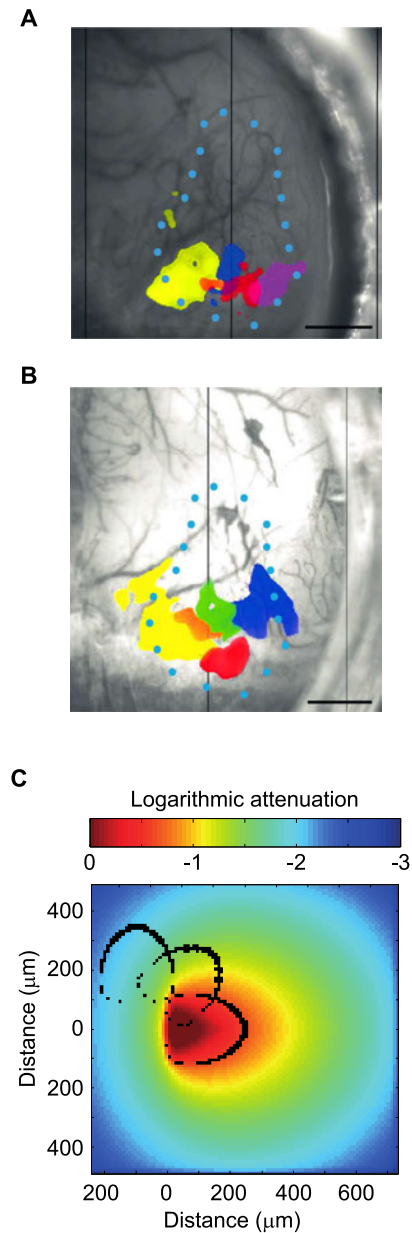 A
B
C
Logarithmic attenuation
0 -1 -2 -3
400
200
0
200
400
Distance (μm)
200 0 200 400 600
Distance (μm)